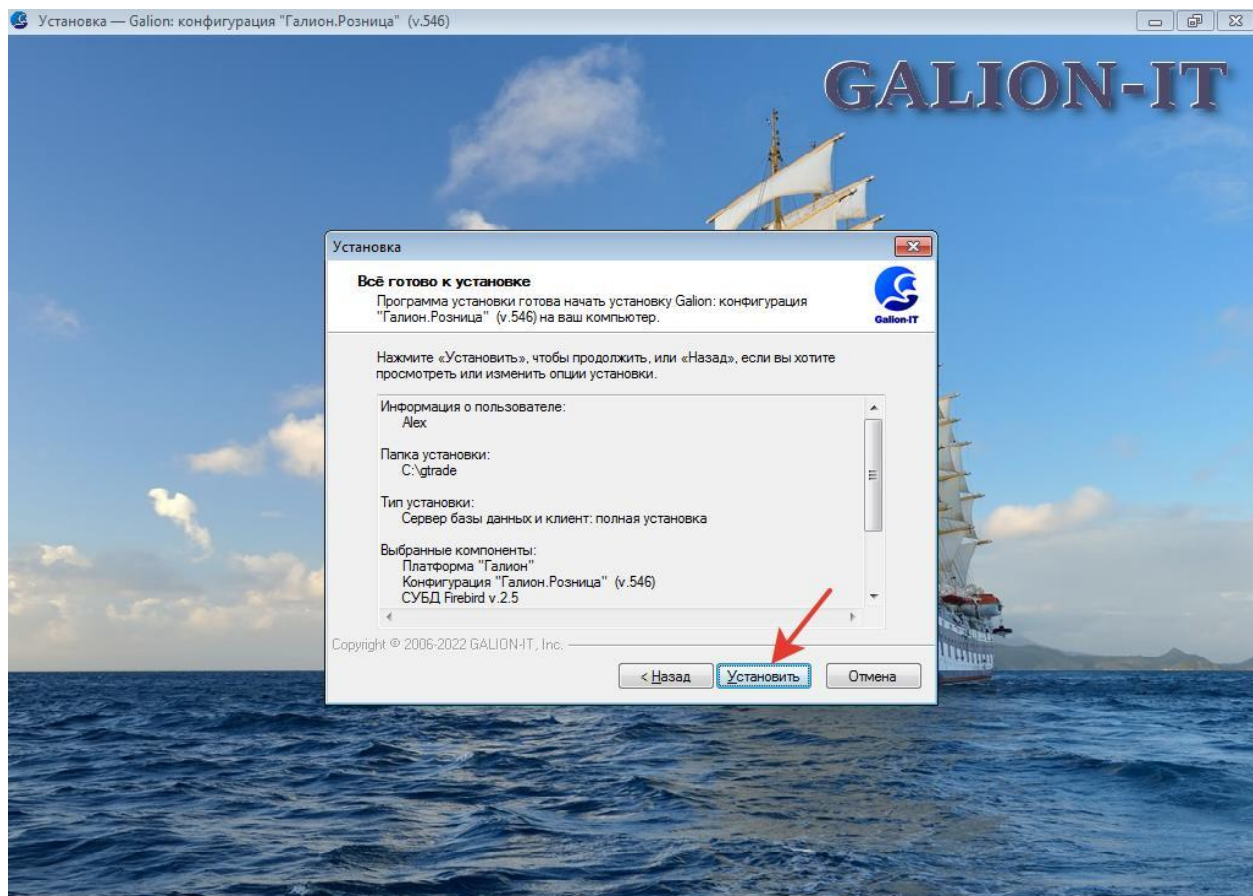 Установка — Galion: конфигурация "Галион.Розница" (v.546)
GALION-IT
Установка
Всё готово к установке
Программа установки готова начать установку Galion: конфигурация
"Галион.Розница" (v.546) на ваш компьютер.
Galion-IT
Нажмите «Установить», чтобы продолжить, или «Назад», если вы хотите
просмотреть или изменить опции установки.
Информация о пользователе:
Alex
Папка установки:
C:\gtrade
Тип установки:
Сервер базы данных и клиент: полная установка
Выбранные компоненты:
Платформа "Галион"
Конфигурация "Галион.Розница" (v.546)
СУБД Firebird v.2.5
Copyright © 2006-2022 GALION-IT, Inc.
< Назад Установить Отмена